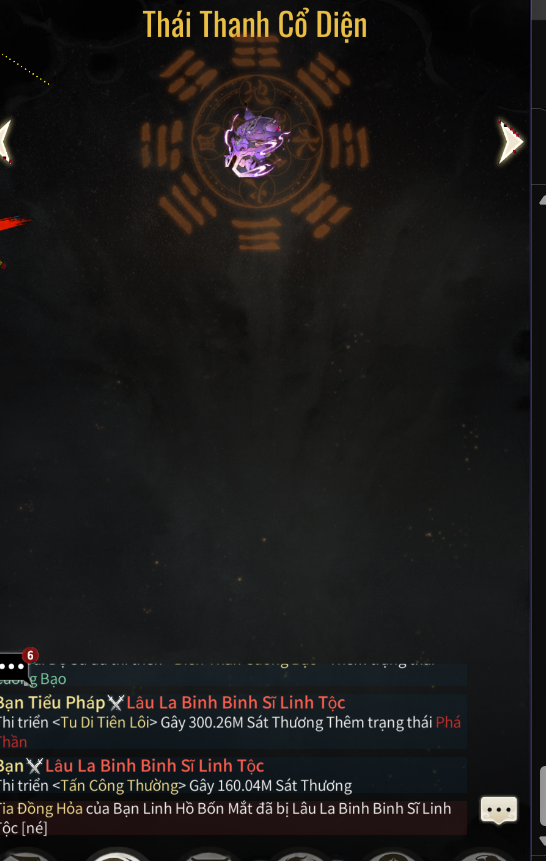 Thái Thanh Cổ Diện
6
Bạo
Bạn Tiểu Pháp Lâu La Binh Binh Sĩ Linh Tộc
Thi triển <Tu Di Tiên Lôi> Gây 300.26M Sát Thương Thêm trạng thái Phá
Thần
Bạn Lâu La Binh Binh Sĩ Linh Tộc
Thi triển <Tấn Công Thường> Gây 160.04M Sát Thương
Tia Đồng Hỏa của Bạn Linh Hồ Bốn Mắt đã bị Lâu La Binh Binh Sĩ Linh
Tộc [né]